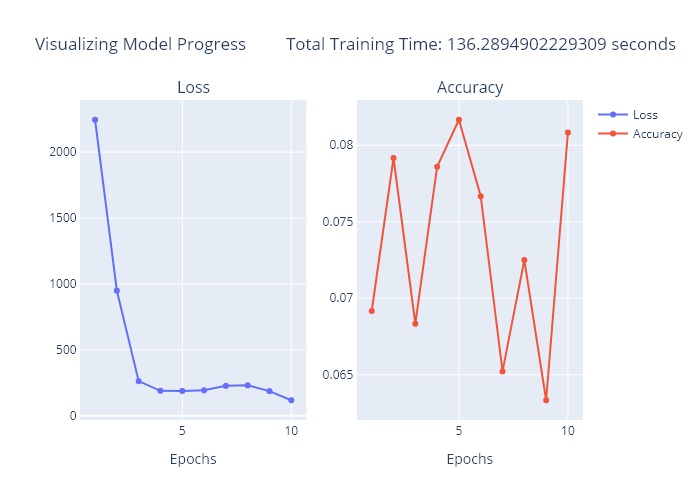 Visualizing Model Progress Total Training Time: 136.2894902229309 seconds
Loss
Accuracy
Loss
Accuracy
2000
1500
1000
500
0
5
10
Epochs
0.08
0.075
0.07
0.065
5
10
Epochs